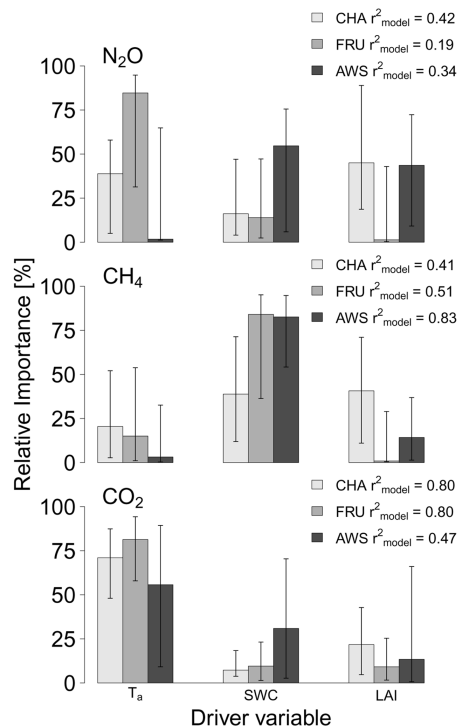 CHA r²model = 0.42
N₂O
FRU r²model = 0.19
AWS r²model = 0.34
75
50
25
0
CH₄
CHA r²model = 0.41
FRU r²model = 0.51
AWS r²model = 0.83
75
50
25
0
Relative Importance [%]
CO₂
CHA r²model = 0.80
FRU r²model = 0.80
AWS r²model = 0.47
75
50
25
0
Tₐ SWC LAI
Driver variable